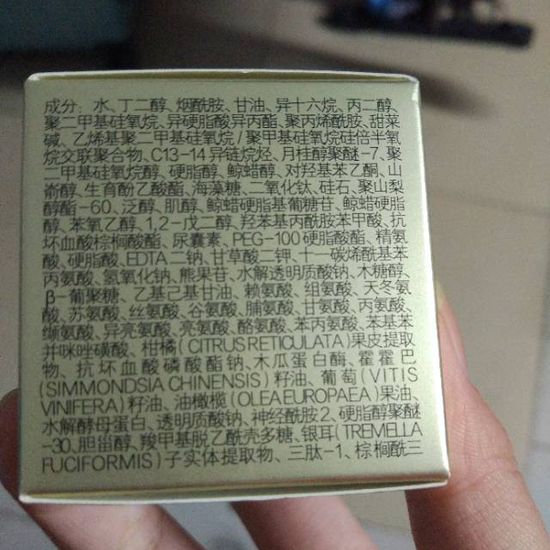 成分：水、丁二醇、烟酰胺、甘油、异十六烷、丙二醇、
聚二甲基硅氧烷、异硬脂酸异丙酯、聚丙烯酰胺、甜菜
碱、乙烯基聚二甲基硅氧烷/聚甲基硅氧烷硅倍半氧
烷交联聚合物、C13-14异链烷烃、月桂醇聚醚-7、聚
二甲基硅氧烷醇、硬脂醇、鲸蜡醇、对羟基苯乙酮、山
嵛醇、生育酚乙酸酯、海藻糖、二氧化钛、硅石、聚山梨
醇酯-60、泛醇、肌醇、鲸蜡硬脂基葡糖苷、鲸蜡硬脂
醇、苯氧乙醇、1,2-戊二醇、羟苯基丙酰胺苯甲酸、抗
坏血酸棕榈酸酯、尿囊素、PEG-100硬脂酸酯、精氨
酸、硬脂酸、EDTA二钠、甘草酸二钾、十一碳烯酰基苯
丙氨酸、氢氧化钠、熊果苷、水解透明质酸钠、木糖醇、
β-葡聚糖、乙基己基甘油、赖氨酸、组氨酸、天冬氨
酸、苏氨酸、丝氨酸、谷氨酸、脯氨酸、甘氨酸、丙氨酸、
缬氨酸、异亮氨酸、亮氨酸、酪氨酸、苯丙氨酸、苯基苯
并咪唑磺酸、柑橘(CITRUS RETICULATA)果皮提取
物、抗坏血酸磷酸酯钠、木瓜蛋白酶、霍霍巴
(SIMMONDSIA CHINENSIS)籽油、葡萄(VITIS
VINIFERA)籽油、油橄榄(OLEA EUROPAEA)果油、
水解酵母蛋白、透明质酸钠、神经酰胺2、硬脂醇聚醚
-30、胆甾醇、羧甲基脱乙酰壳多糖、银耳(TREMELLA
FUCIFORMIS)子实体提取物、三肽-1、棕榈酰三